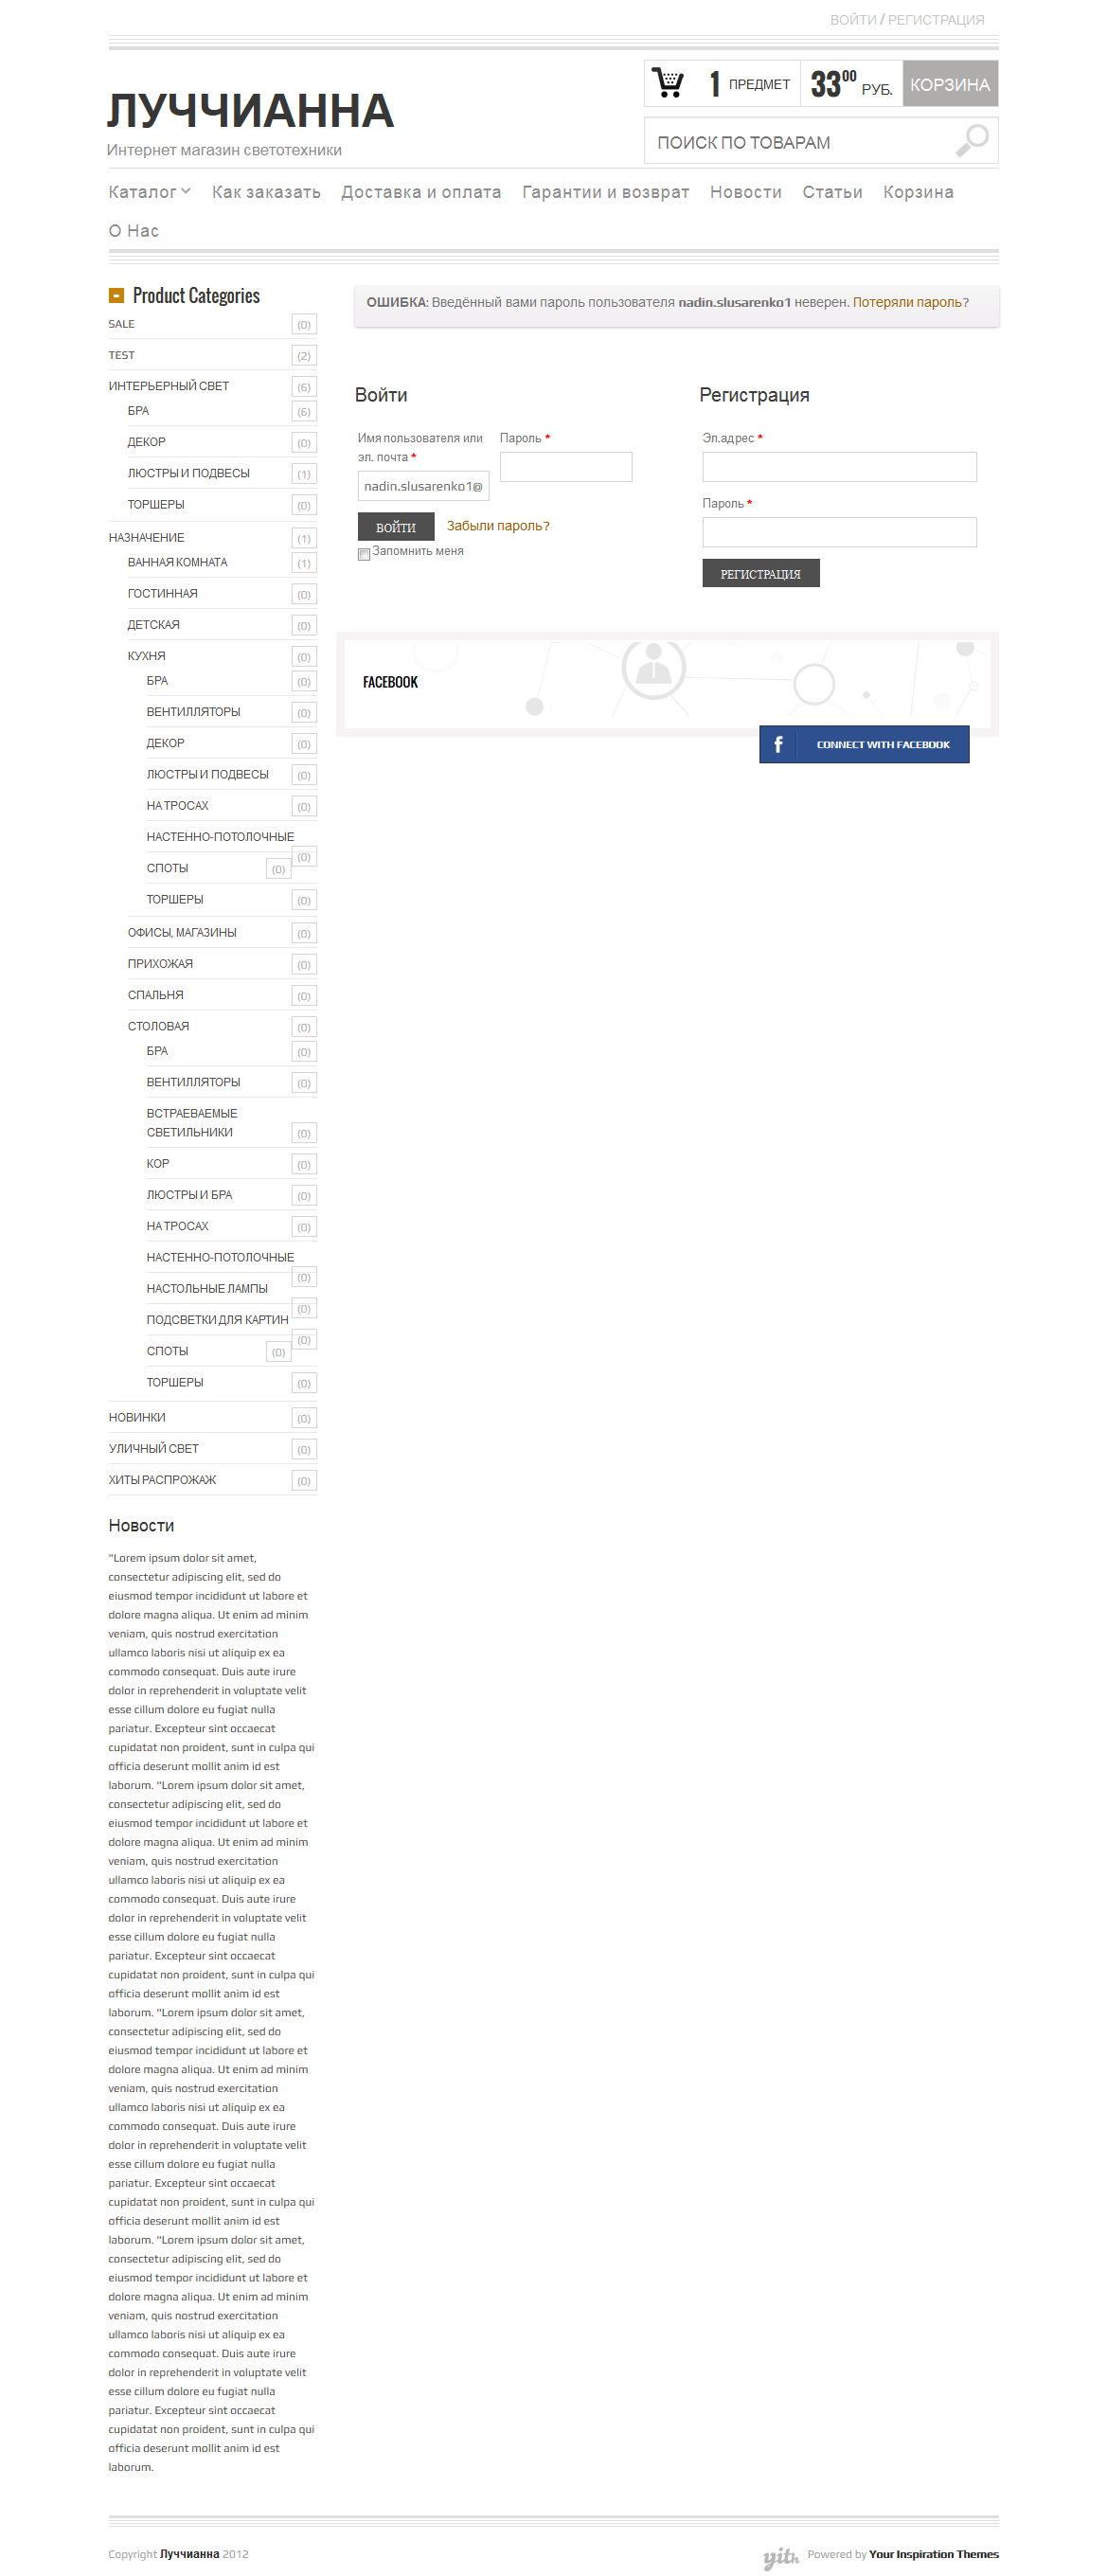 ВОЙТИ / РЕГИСТРАЦИЯ
ЛУЧЧИАННА
Интернет магазин светотехники
1 ПРЕДМЕТ 33 00 РУБ. КОРЗИНА
ПОИСК ПО ТОВАРАМ
Каталог Как заказать Доставка и оплата Гарантии и возврат Новости Статьи Корзина
О Нас
Product Categories
SALE (0)
TEST (2)
ИНТЕРЬЕРНЫЙ СВЕТ (6)
БРА (6)
ДЕКОР (0)
ЛЮСТРЫ И ПОДВЕСЫ (1)
ТОРШЕРЫ (0)
НАЗНАЧЕНИЕ (1)
ВАННАЯ КОМНАТА (1)
ГОСТИННАЯ (0)
ДЕТСКАЯ (0)
КУХНЯ (0)
БРА (0)
ВЕНТИЛЛЯТОРЫ (0)
ДЕКОР (0)
ЛЮСТРЫ И ПОДВЕСЫ (0)
НА ТРОСАХ (0)
НАСТЕННО-ПОТОЛОЧНЫЕ (0)
СПОТЫ (0)
ТОРШЕРЫ (0)
ОФИСЫ, МАГАЗИНЫ (0)
ПРИХОЖАЯ (0)
СПАЛЬНЯ (0)
СТОЛОВАЯ (0)
БРА (0)
ВЕНТИЛЛЯТОРЫ (0)
ВСТРАЕВАЕМЫЕ
СВЕТИЛЬНИКИ (0)
КОР (0)
ЛЮСТРЫ И БРА (0)
НА ТРОСАХ (0)
НАСТЕННО-ПОТОЛОЧНЫЕ (0)
НАСТОЛЬНЫЕ ЛАМПЫ (0)
ПОДСВЕТКИ ДЛЯ КАРТИН (0)
СПОТЫ (0)
ТОРШЕРЫ (0)
НОВИНКИ (0)
УЛИЧНЫЙ СВЕТ (0)
ХИТЫ РАСПРОЖАЖ (0)
Новости
"Lorem ipsum dolor sit amet,
consectetur adipiscing elit, sed do
eiusmod tempor incididunt ut labore et
dolore magna aliqua. Ut enim ad minim
veniam, quis nostrud exercitation
ullamco laboris nisi ut aliquip ex ea
commodo consequat. Duis aute irure
dolor in reprehenderit in voluptate velit
esse cillum dolore eu fugiat nulla
pariatur. Excepteur sint occaecat
cupidatat non proident, sunt in culpa qui
officia deserunt mollit anim id est
laborum. "Lorem ipsum dolor sit amet,
consectetur adipiscing elit, sed do
eiusmod tempor incididunt ut labore et
dolore magna aliqua. Ut enim ad minim
veniam, quis nostrud exercitation
ullamco laboris nisi ut aliquip ex ea
commodo consequat. Duis aute irure
dolor in reprehenderit in voluptate velit
esse cillum dolore eu fugiat nulla
pariatur. Excepteur sint occaecat
cupidatat non proident, sunt in culpa qui
officia deserunt mollit anim id est
laborum. "Lorem ipsum dolor sit amet,
consectetur adipiscing elit, sed do
eiusmod tempor incididunt ut labore et
dolore magna aliqua. Ut enim ad minim
veniam, quis nostrud exercitation
ullamco laboris nisi ut aliquip ex ea
commodo consequat. Duis aute irure
dolor in reprehenderit in voluptate velit
esse cillum dolore eu fugiat nulla
pariatur. Excepteur sint occaecat
cupidatat non proident, sunt in culpa qui
officia deserunt mollit anim id est
laborum. "Lorem ipsum dolor sit amet,
consectetur adipiscing elit, sed do
eiusmod tempor incididunt ut labore et
dolore magna aliqua. Ut enim ad minim
veniam, quis nostrud exercitation
ullamco laboris nisi ut aliquip ex ea
commodo consequat. Duis aute irure
dolor in reprehenderit in voluptate velit
esse cillum dolore eu fugiat nulla
pariatur. Excepteur sint occaecat
cupidatat non proident, sunt in culpa qui
officia deserunt mollit anim id est
laborum.
ОШИБКА: Введённый вами пароль пользователя nadin.slusarenko1 неверен. Потеряли пароль?
Войти
Имя пользователя или
эл. почта *
nadin.slusarenko1@
Пароль *
ВОЙТИ Забыли пароль?
Запомнить меня
Регистрация
Эл.адрес *
Пароль *
РЕГИСТРАЦИЯ
FACEBOOK
f CONNECT WITH FACEBOOK
Copyright Луччианна 2012
yith Powered by Your Inspiration Themes